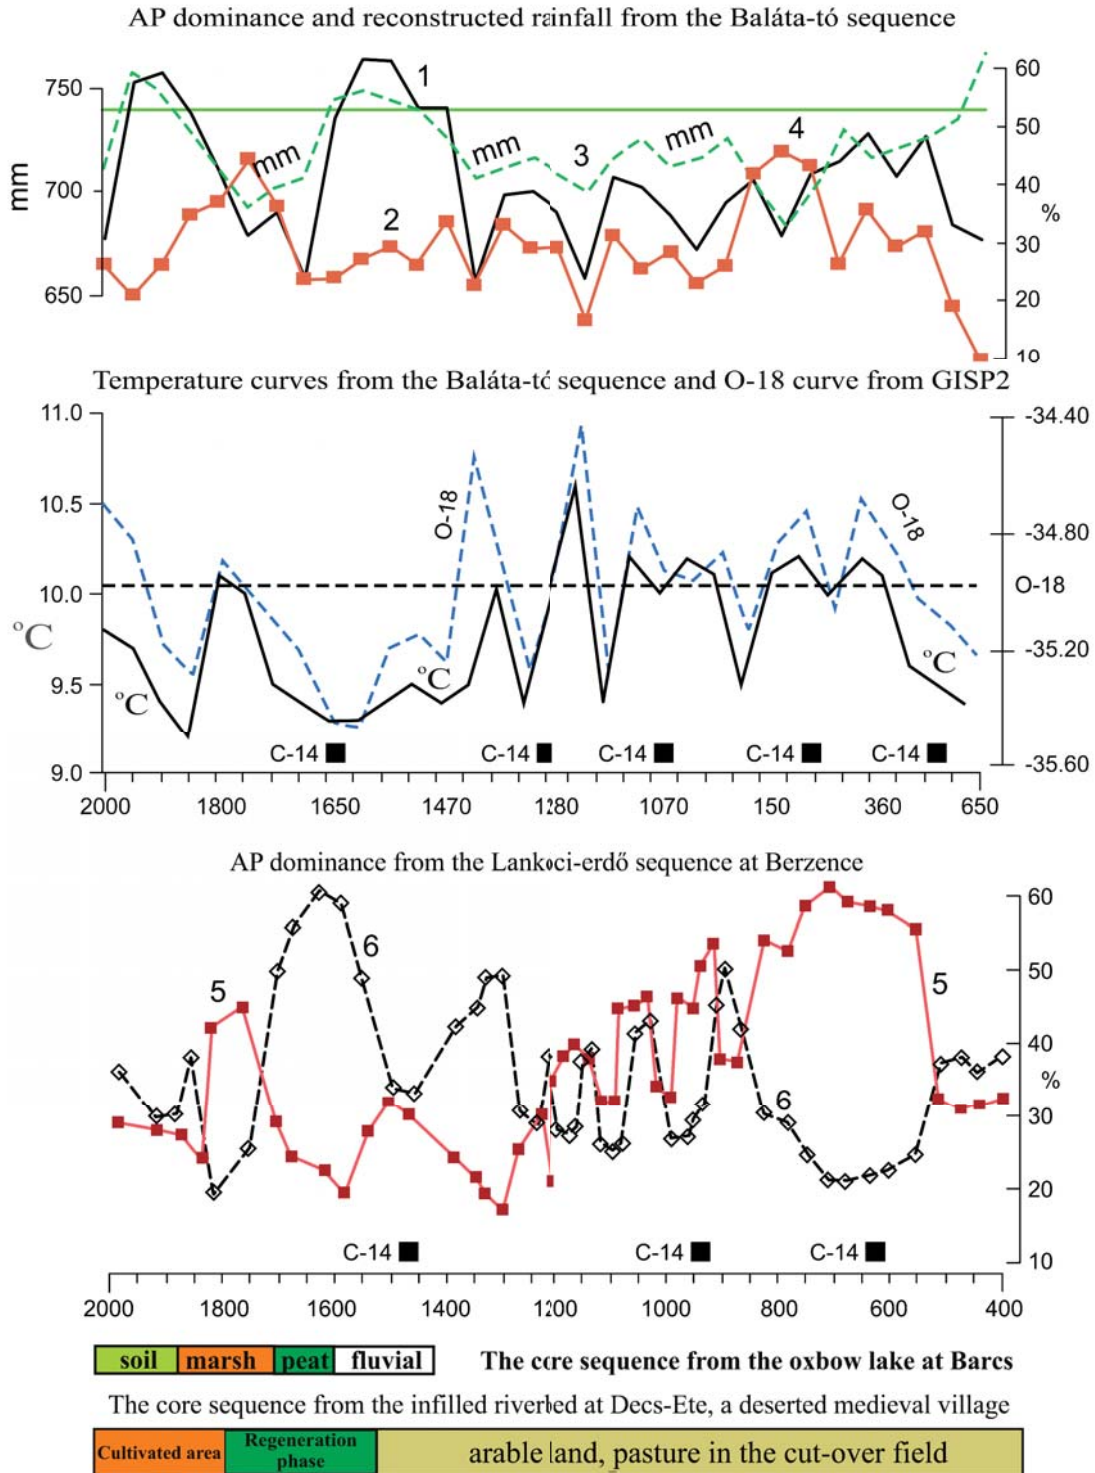 AP dominance and reconstructed rainfall from the Baláta-tó sequence
750
700
650
mm
1
mm
mm
3
mm
4
2
60
50
40
%
30
20
10
Temperature curves from the Baláta-tó sequence and O-18 curve from GISP2
11.0
10.5
10.0
9.5
9.0
°C
°C
O-18
°C
O-18
°C
-34.40
-34.80
O-18
-35.20
-35.60
C-14
C-14
C-14
C-14
C-14
2000 1800 1650 1470 1280 1070 150 360 650
AP dominance from the Lankoci-erdő sequence at Berzence
5
6
5
6
60
50
40
%
30
20
10
C-14
C-14
C-14
2000 1800 1600 1400 1200 1000 800 600 400
soil marsh peat fluvial The core sequence from the oxbow lake at Barcs
The core sequence from the infilled riverbed at Decs-Ete, a deserted medieval village
Cultivated area Regeneration phase arable land, pasture in the cut-over field